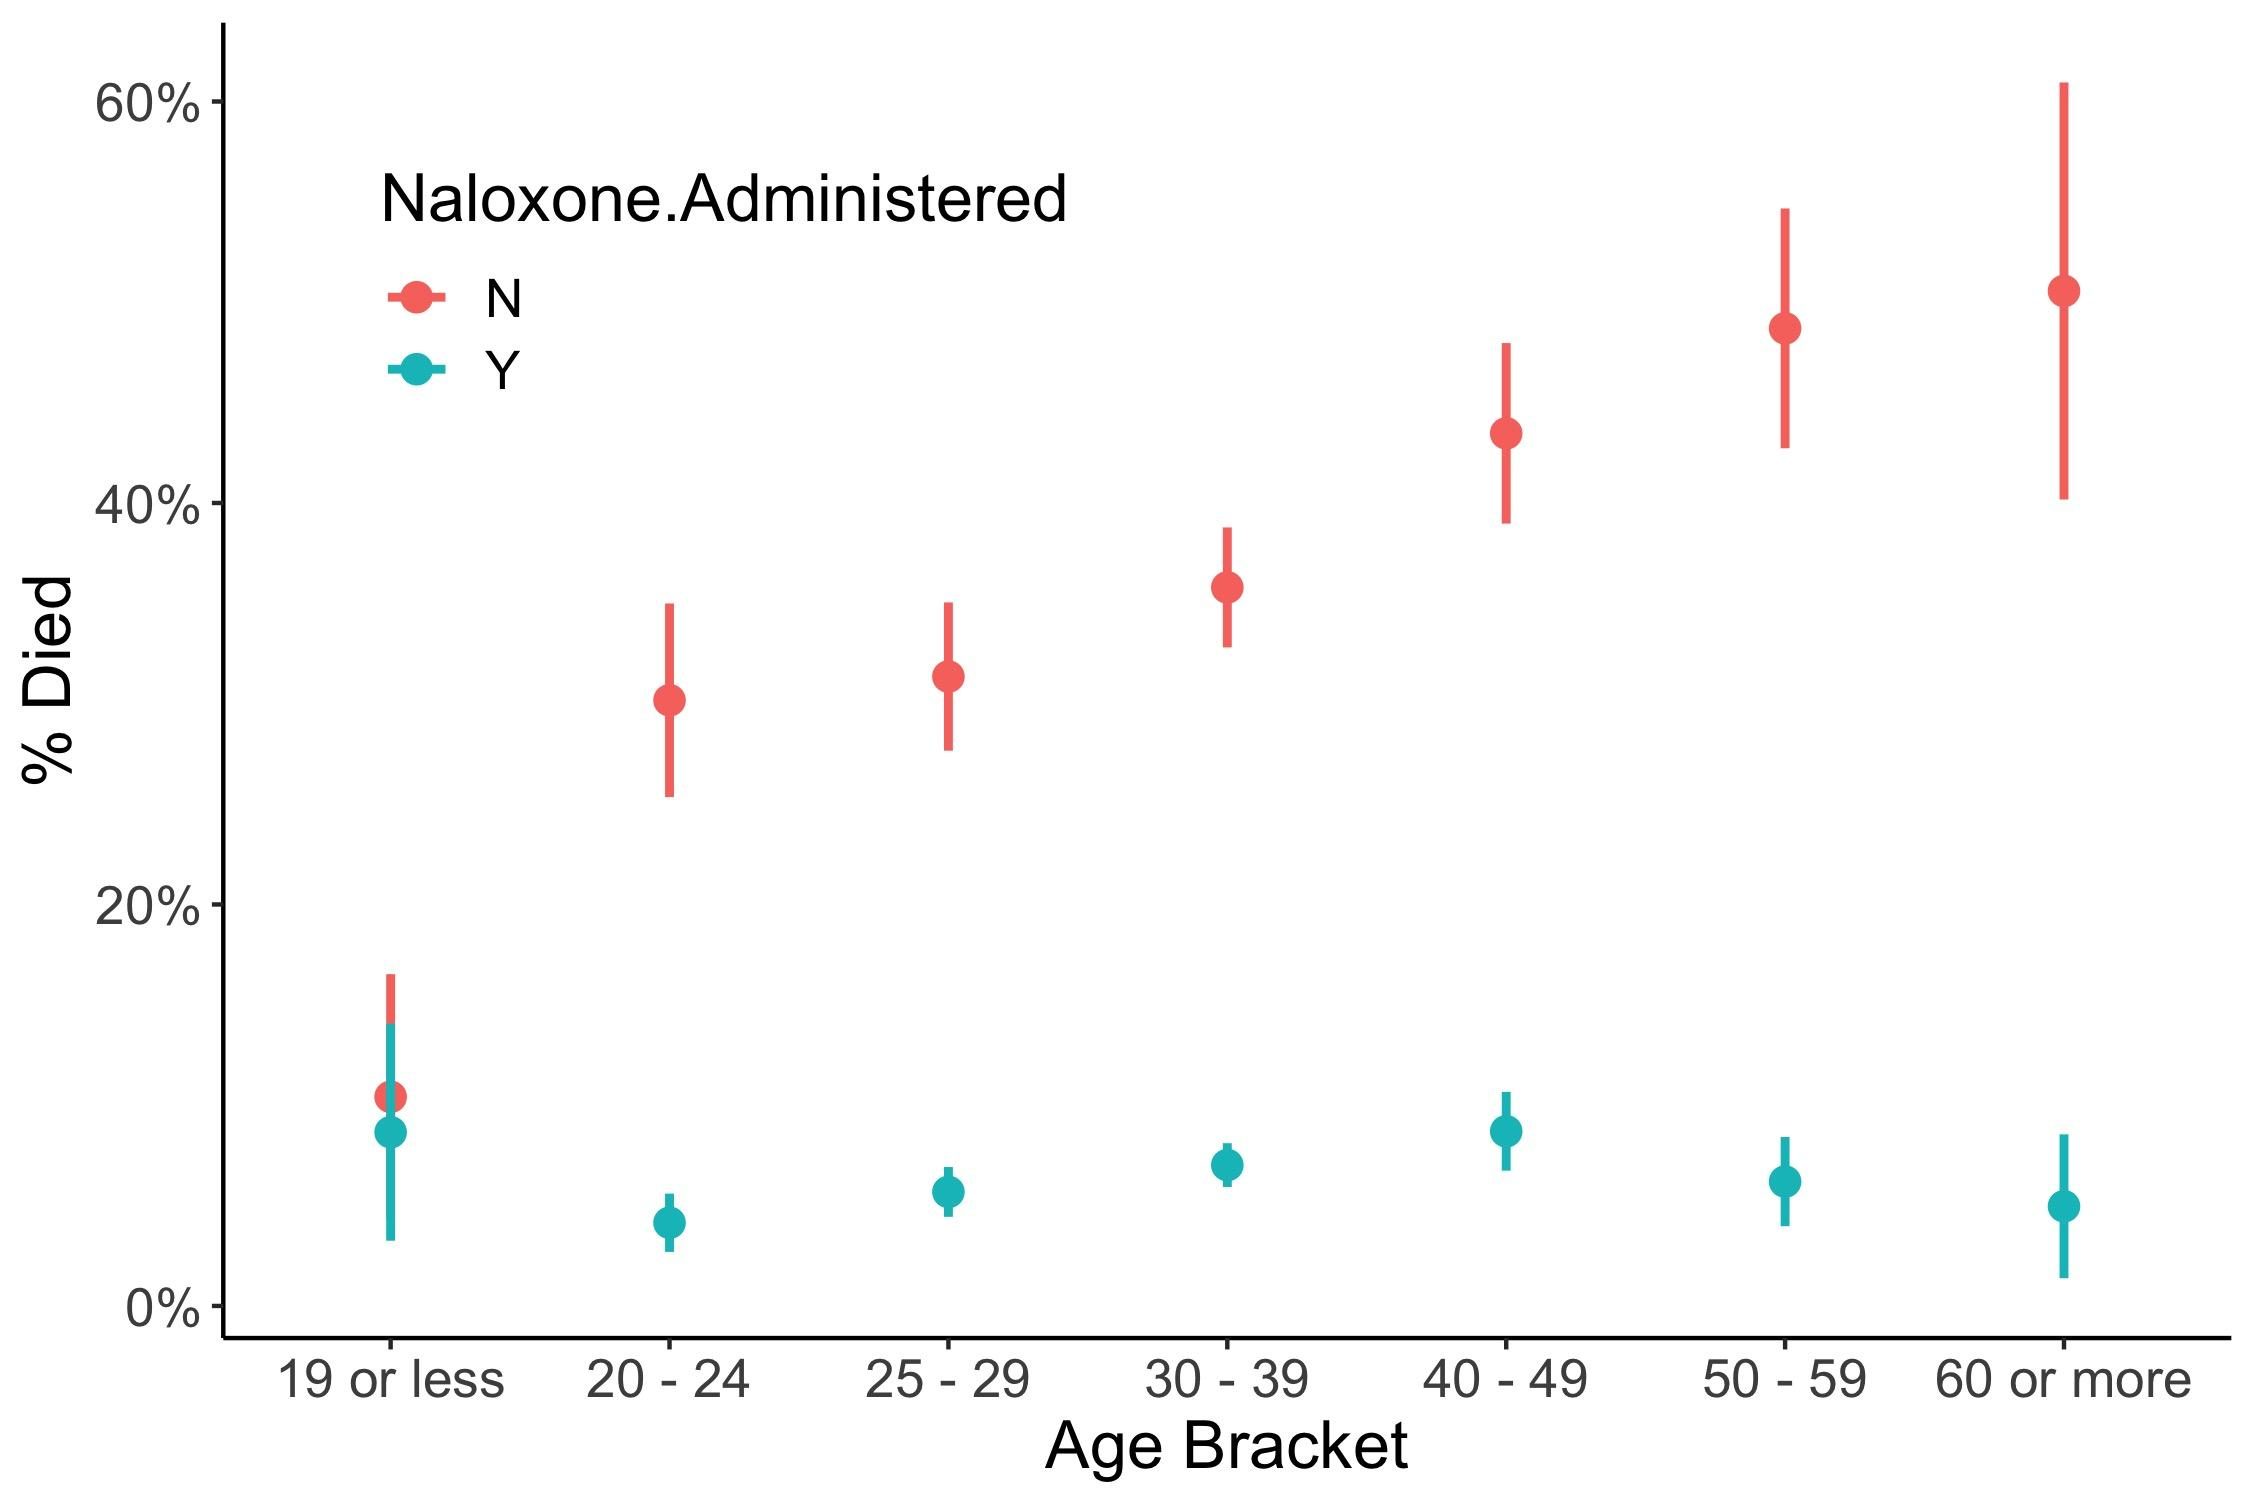 Naloxone.Administered
N
Y
% Died
60%
40%
20%
0%
19 or less 20 - 24 25 - 29 30 - 39 40 - 49 50 - 59 60 or more
Age Bracket